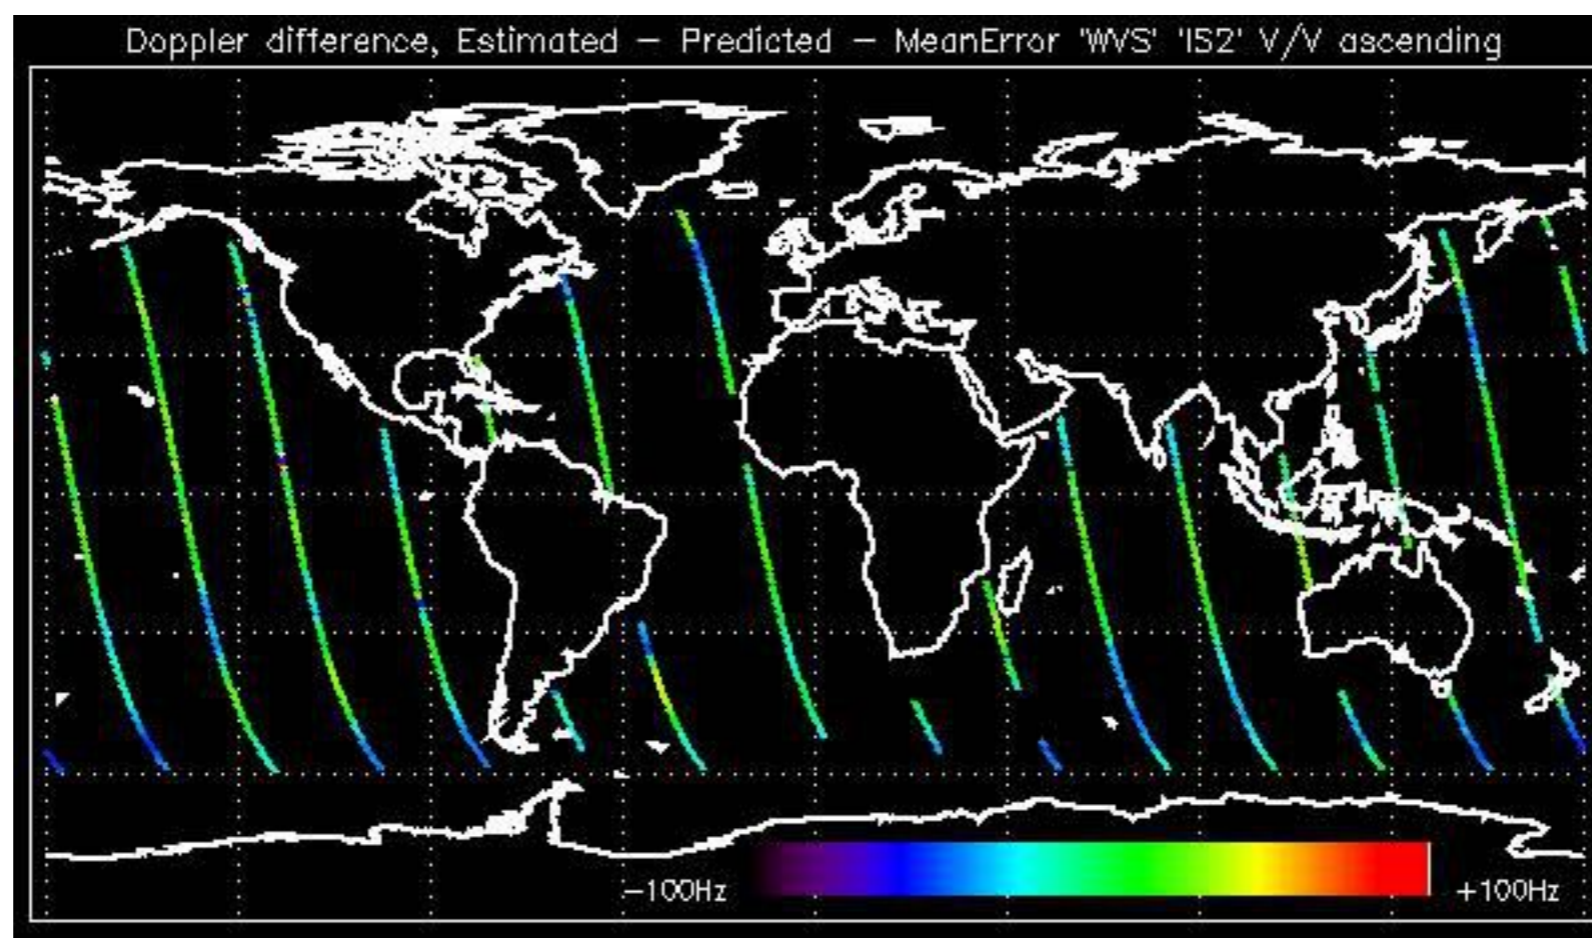 Doppler difference, Estimated – Predicted – MeanError 'WVS' 'IS2' V/V ascending
–100Hz
+100Hz